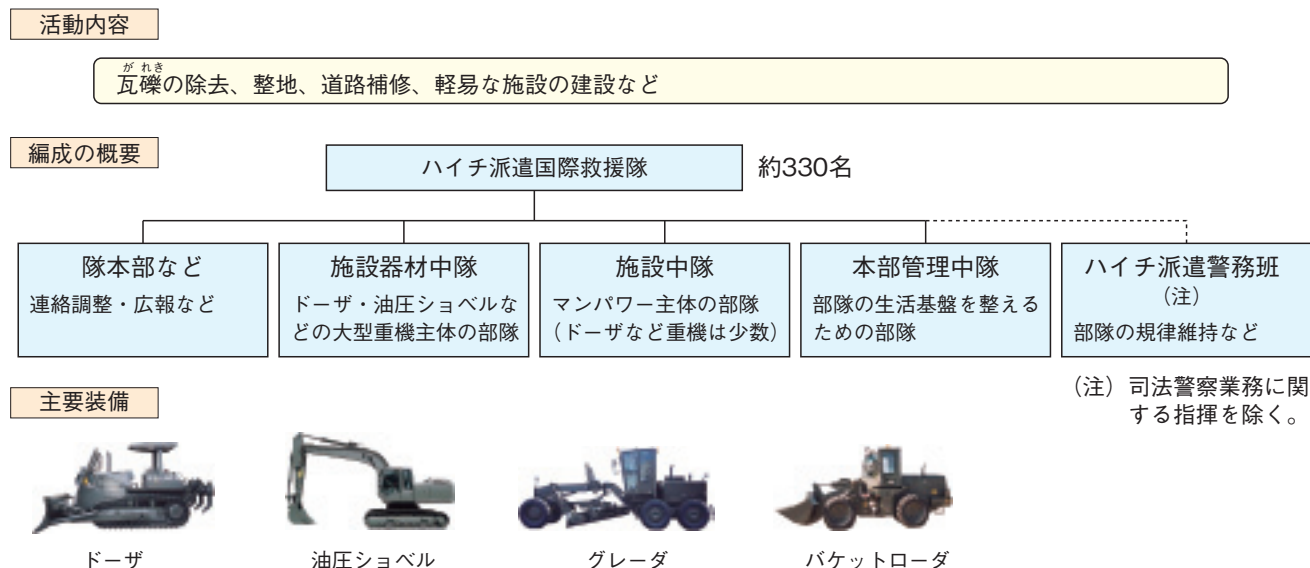 活動内容
瓦礫の除去、整地、道路補修、軽易な施設の建設など
編成の概要
ハイチ派遣国際救援隊 約330名
隊本部など
連絡調整・広報など
施設器材中隊
ドーザ・油圧ショベルな
どの大型重機主体の部隊
施設中隊
マンパワー主体の部隊
（ドーザなど重機は少数）
本部管理中隊
部隊の生活基盤を整える
ための部隊
ハイチ派遣警務班
（注）
部隊の規律維持など
（注）司法警察業務に関
する指揮を除く。
主要装備
ドーザ
油圧ショベル
グレーダ
バケットローダ